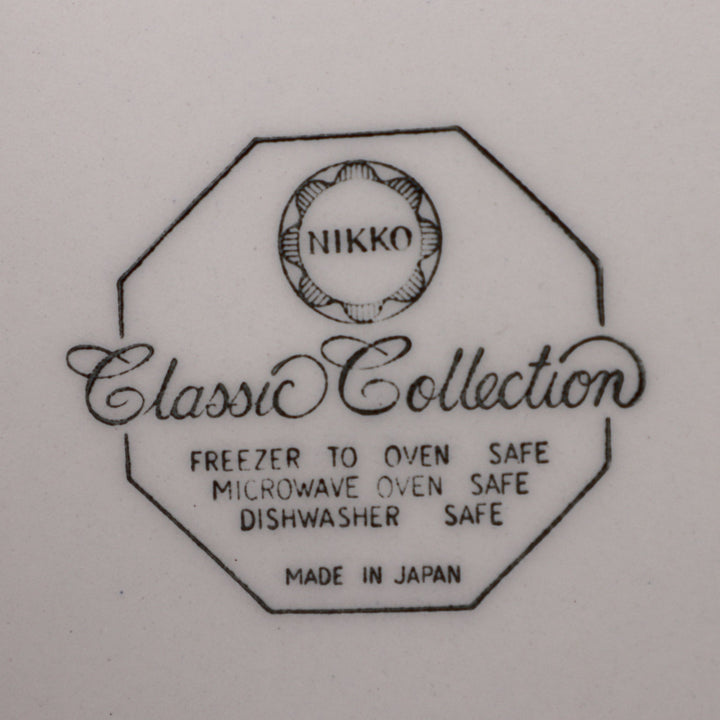 NIKKO
Classic Collection
FREEZER TO OVEN SAFE
MICROWAVE OVEN SAFE
DISHWASHER SAFE
MADE IN JAPAN